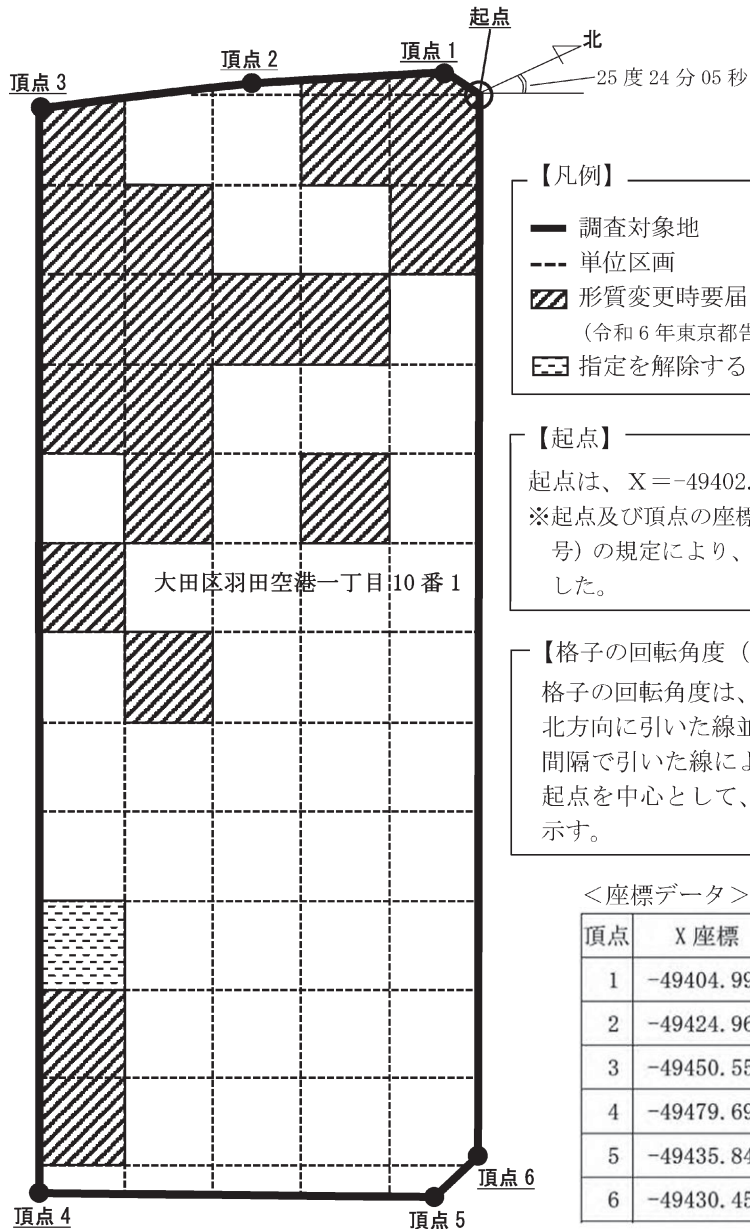 起点
北
頂点 1
頂点 2
頂点 3
25 度 24 分 05 秒
【凡例】
調査対象地
単位区画
形質変更時要届
（令和 6 年東京都告
指定を解除する
【起点】
起点は、X＝-49402.
※起点及び頂点の座標
号）の規定により、
した。
大田区羽田空港一丁目 10 番 1
【格子の回転角度（
格子の回転角度は、
北方向に引いた線並
間隔で引いた線によ
起点を中心として、
示す。
＜座標データ＞
頂点 X 座標
1 -49404.99
2 -49424.96
3 -49450.55
4 -49479.69
5 -49435.84
6 -49430.45
頂点 6
頂点 4
頂点 5